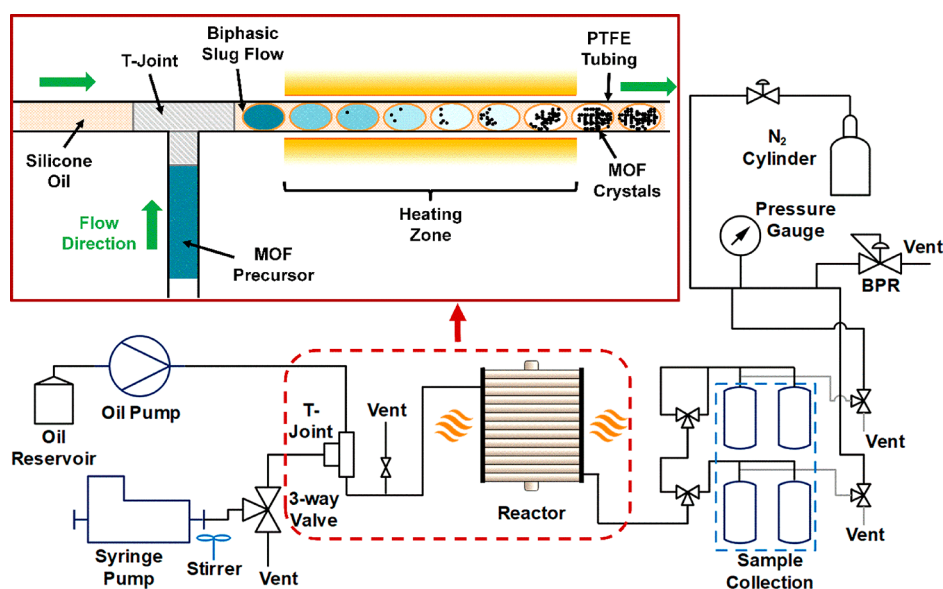 Biphasic
Slug Flow
T-Joint
PTFE
Tubing
Silicone
Oil
Flow
Direction
MOF
Precursor
Heating
Zone
MOF
Crystals
N2
Cylinder
Pressure
Gauge
Vent
BPR
Oil Pump
Oil
Reservoir
T-
Joint
Vent
3-way
Valve
Reactor
Syringe
Pump
Stirrer
Vent
Vent
Vent
Sample
Collection